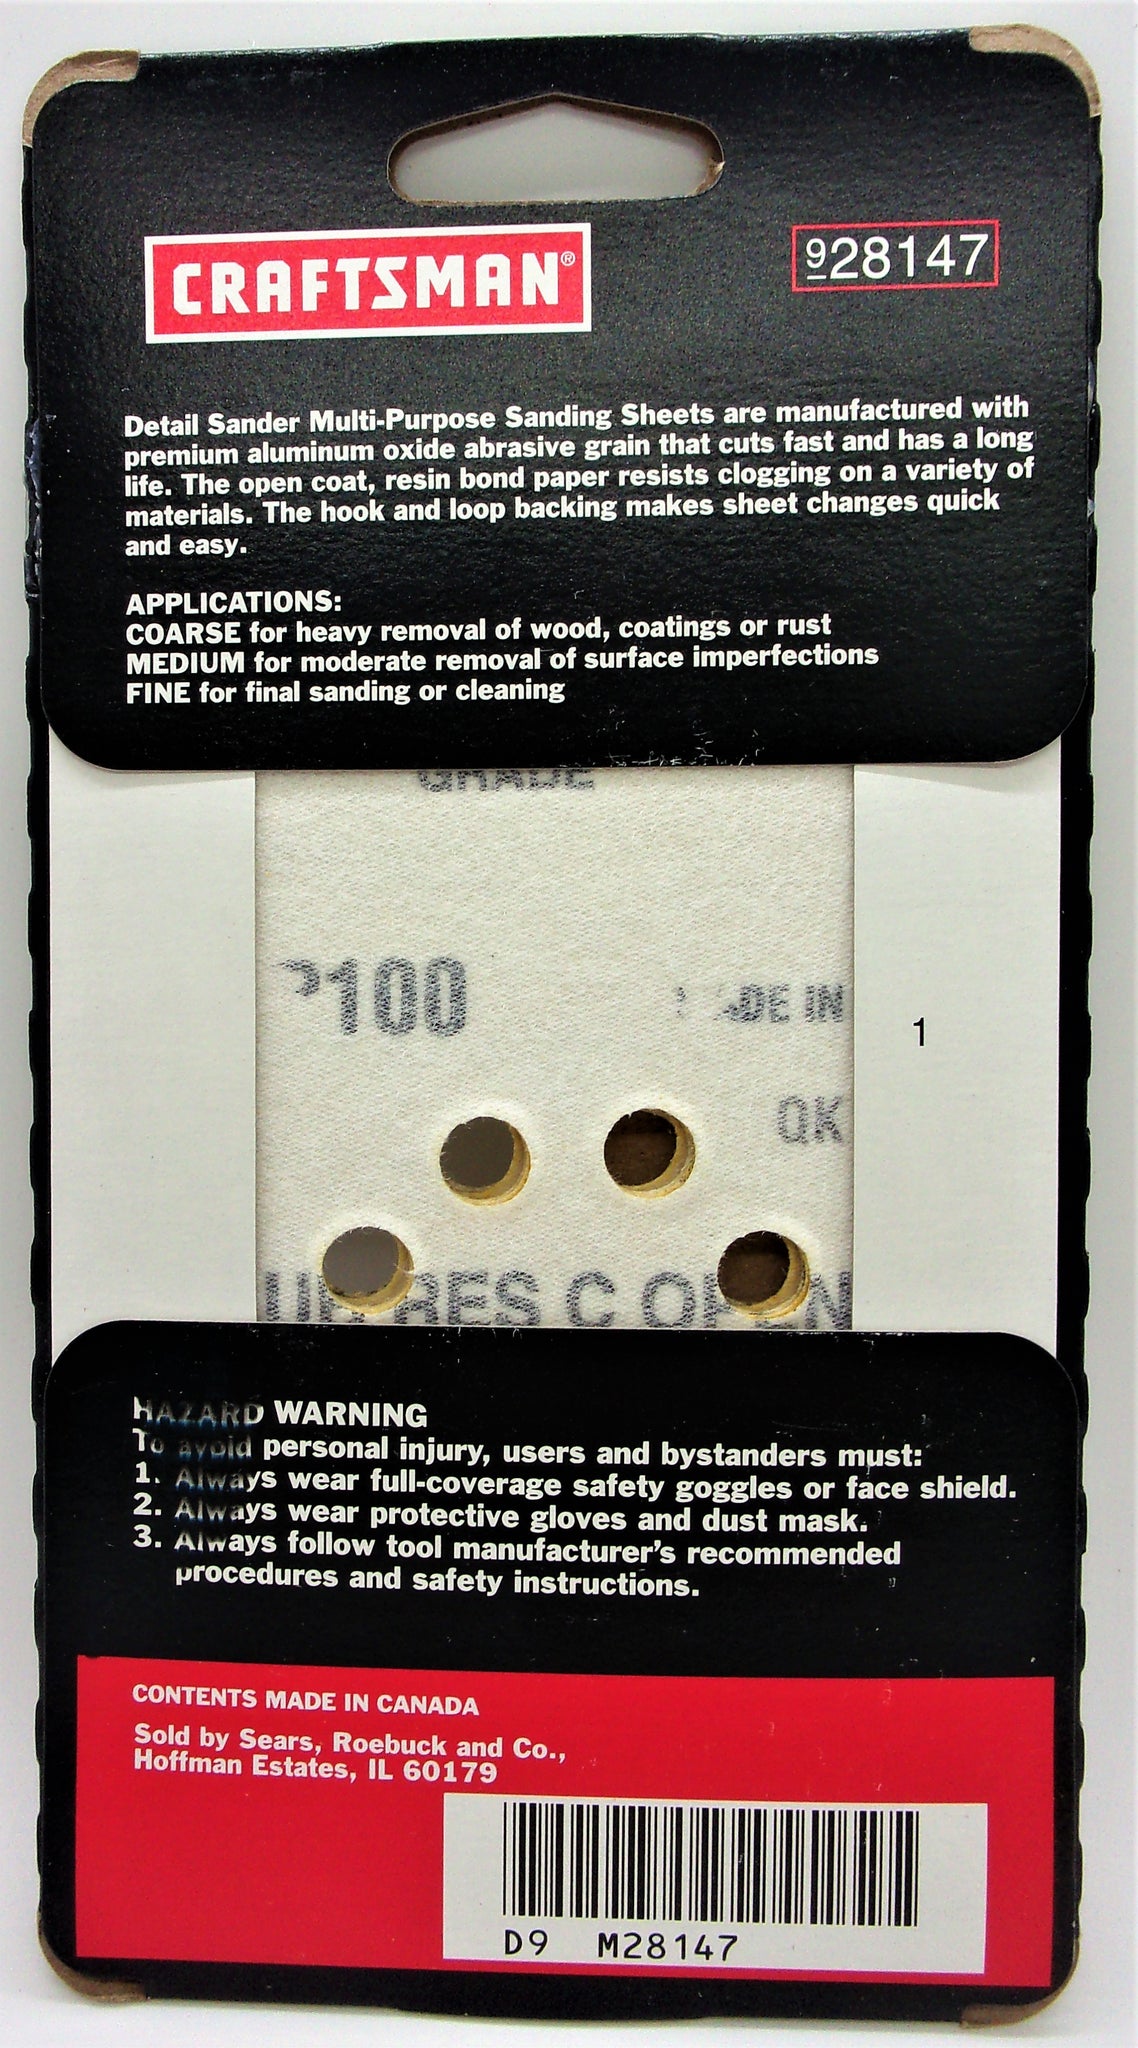 CRAFTSMAN®
928147
Detail Sander Multi-Purpose Sanding Sheets are manufactured with
premium aluminum oxide abrasive grain that cuts fast and has a long
life. The open coat, resin bond paper resists clogging on a variety of
materials. The hook and loop backing makes sheet changes quick
and easy.
APPLICATIONS:
COARSE for heavy removal of wood, coatings or rust
MEDIUM for moderate removal of surface imperfections
FINE for final sanding or cleaning
GRADE
P100
MADE IN
1
QK
C OPEN
HAZARD WARNING
To avoid personal injury, users and bystanders must:
1. Always wear full-coverage safety goggles or face shield.
2. Always wear protective gloves and dust mask.
3. Always follow tool manufacturer's recommended
procedures and safety instructions.
CONTENTS MADE IN CANADA
Sold by Sears, Roebuck and Co.,
Hoffman Estates, IL 60179
D9 M28147